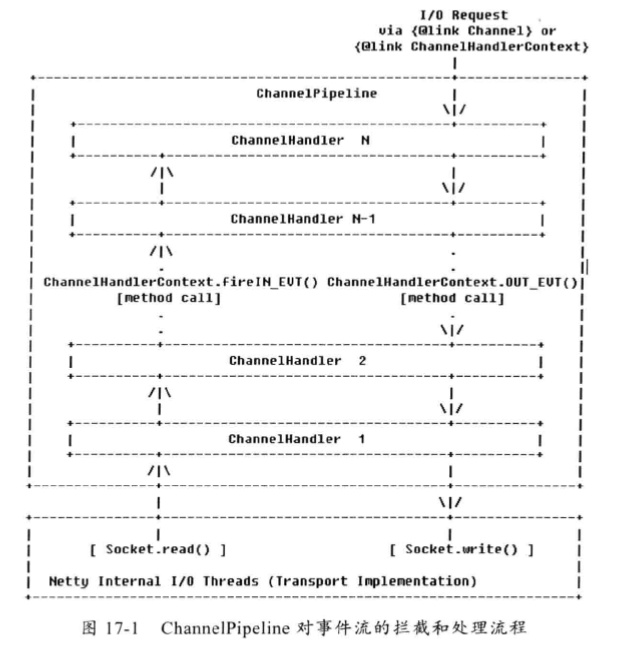 I/O Request
via {@link Channel} or
{@link ChannelHandlerContext}
ChannelPipeline
ChannelHandler N
ChannelHandler N-1
ChannelHandlerContext.fireIN_EVT() ChannelHandlerContext.OUT_EVT()
[method call] [method call]
ChannelHandler 2
ChannelHandler 1
[ Socket.read() ] [ Socket.write() ]
Netty Internal I/O Threads (Transport Implementation)
图 17-1 ChannelPipeline 对事件流的拦截和处理流程